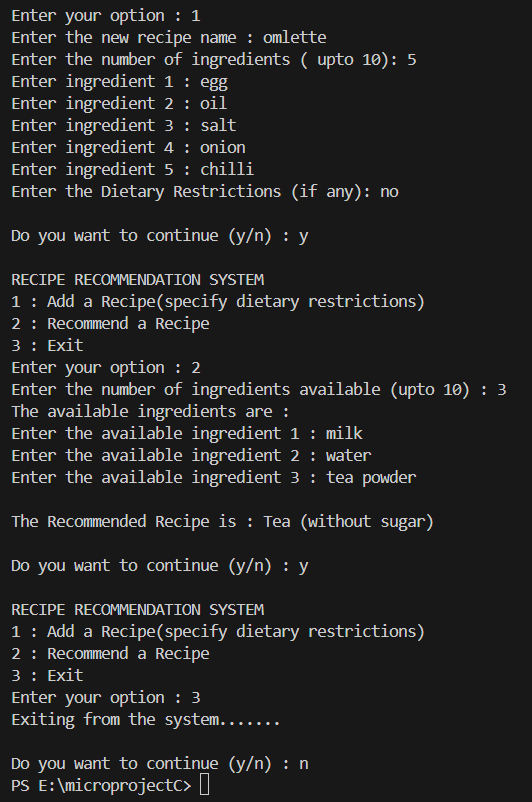 Enter your option : 1
Enter the new recipe name : omlette
Enter the number of ingredients ( upto 10): 5
Enter ingredient 1 : egg
Enter ingredient 2 : oil
Enter ingredient 3 : salt
Enter ingredient 4 : onion
Enter ingredient 5 : chilli
Enter the Dietary Restrictions (if any): no
Do you want to continue (y/n) : y
RECIPE RECOMMENDATION SYSTEM
1 : Add a Recipe(specify dietary restrictions)
2 : Recommend a Recipe
3 : Exit
Enter your option : 2
Enter the number of ingredients available (upto 10) : 3
The available ingredients are :
Enter the available ingredient 1 : milk
Enter the available ingredient 2 : water
Enter the available ingredient 3 : tea powder
The Recommended Recipe is : Tea (without sugar)
Do you want to continue (y/n) : y
RECIPE RECOMMENDATION SYSTEM
1 : Add a Recipe(specify dietary restrictions)
2 : Recommend a Recipe
3 : Exit
Enter your option : 3
Exiting from the system.......
Do you want to continue (y/n) : n
PS E:\microprojectC>